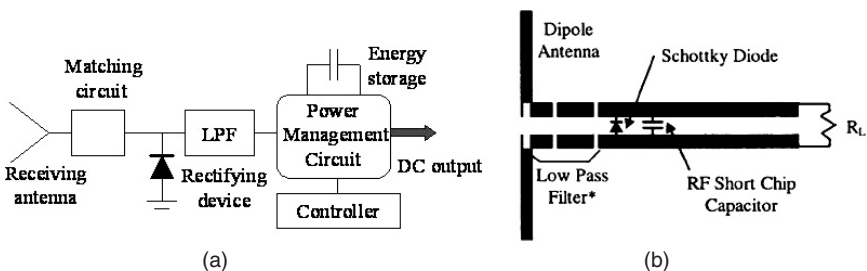 Matching
circuit
Energy
storage
LPF
Power
Management
Circuit
Receiving
antenna
Rectifying
device
DC output
Controller
(a)
Dipole
Antenna
Schottky Diode
R_L
Low Pass
Filter*
RF Short Chip
Capacitor
(b)